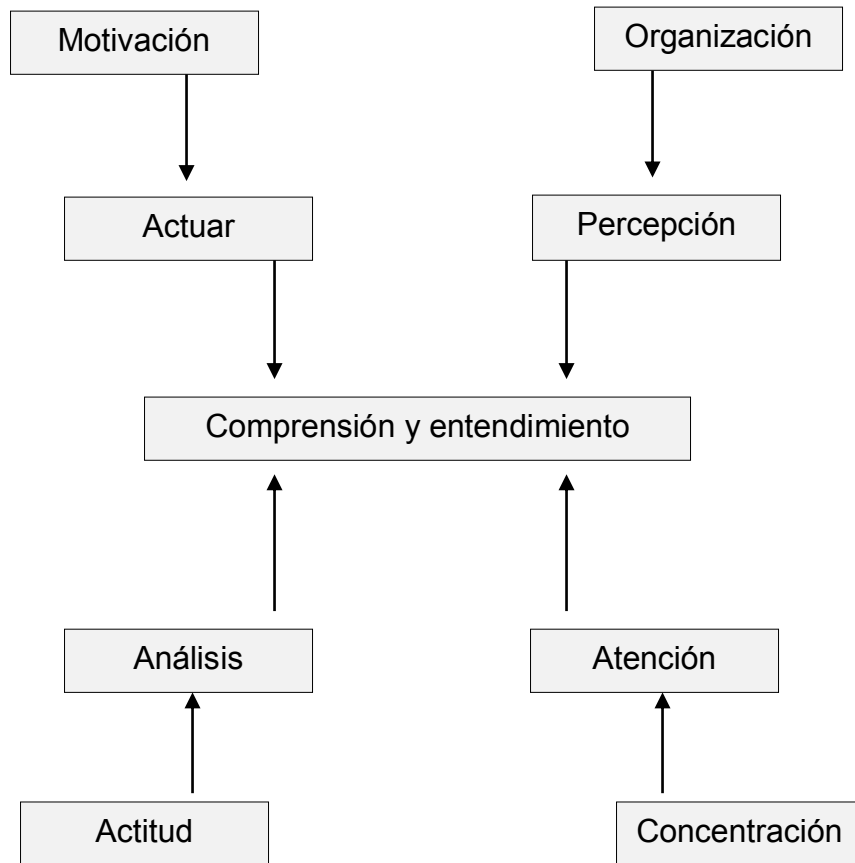 Motivación
Organización
Actuar
Percepción
Comprensión y entendimiento
Análisis
Atención
Actitud
Concentración